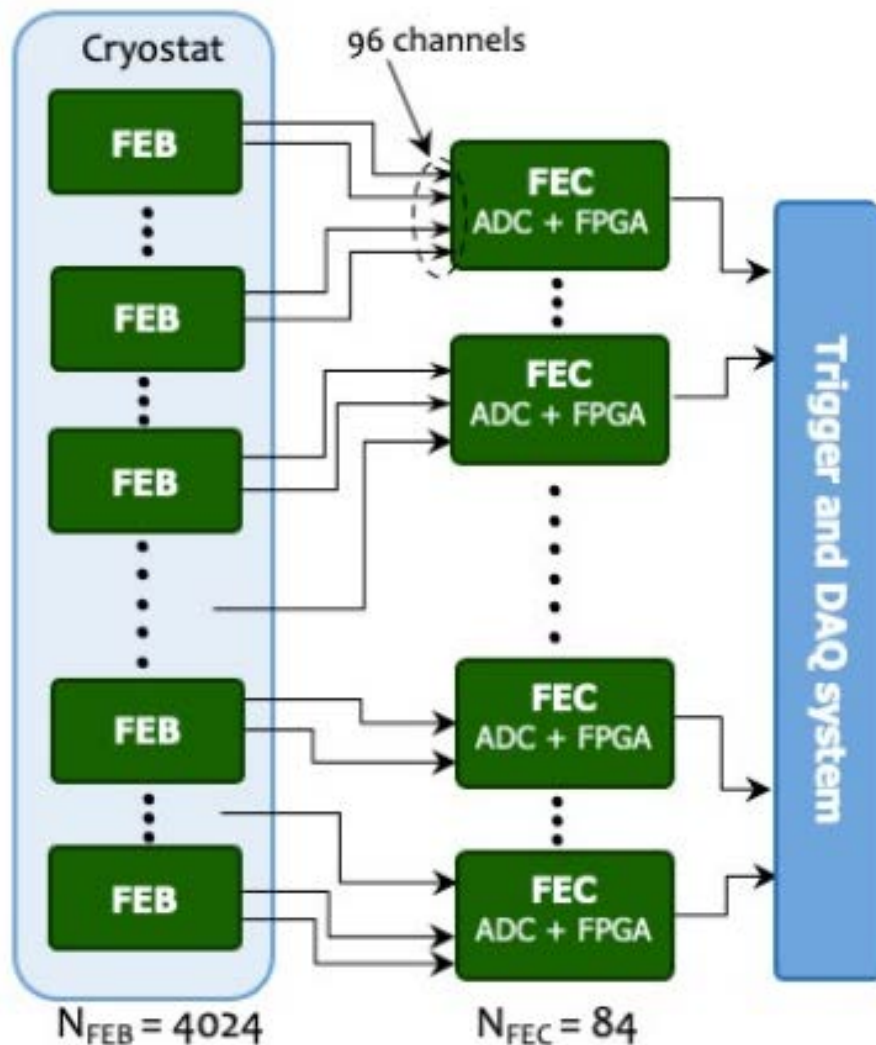 Cryostat
96 channels
FEB
FEB
FEB
FEB
FEB
FEC
ADC + FPGA
FEC
ADC + FPGA
FEC
ADC + FPGA
FEC
ADC + FPGA
Trigger and DAQ system
N_FEB = 4024
N_FEC = 84